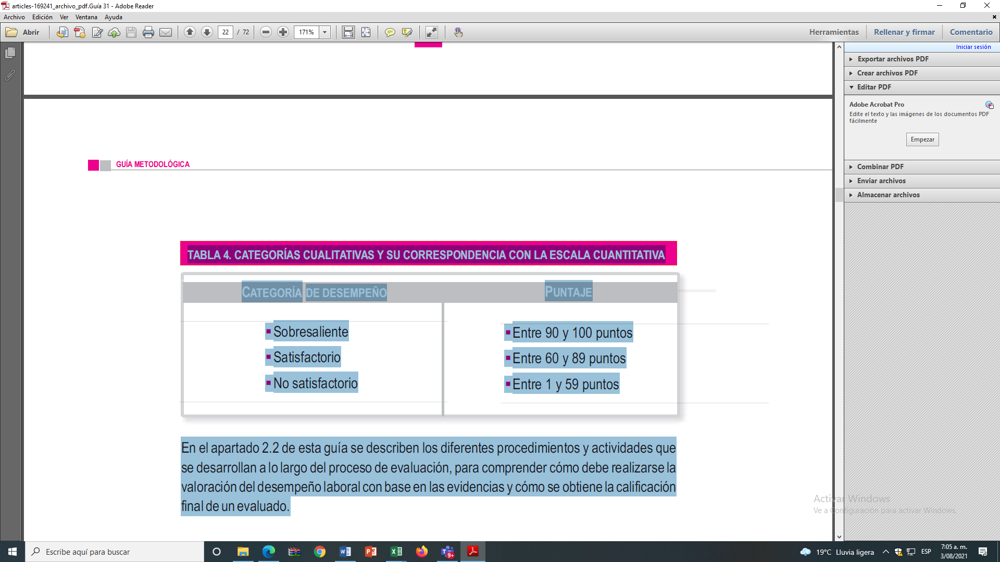 articles-169241_archivo_pdf.Guía 31 - Adobe Reader
Archivo Edición Ver Ventana Ayuda
Abrir 22 / 72 171% Herramientas Rellenar y firmar Comentario
Iniciar sesión
Exportar archivos PDF
Crear archivos PDF
Editar PDF
Adobe Acrobat Pro
Edite el texto y las imágenes de los documentos PDF
fácilmente
Empezar
Combinar PDF
Enviar archivos
Almacenar archivos
GUÍA METODOLÓGICA
TABLA 4. CATEGORÍAS CUALITATIVAS Y SU CORRESPONDENCIA CON LA ESCALA CUANTITATIVA
CATEGORÍA DE DESEMPEÑO PUNTAJE
Sobresaliente Entre 90 y 100 puntos
Satisfactorio Entre 60 y 89 puntos
No satisfactorio Entre 1 y 59 puntos
En el apartado 2.2 de esta guía se describen los diferentes procedimientos y actividades que
se desarrollan a lo largo del proceso de evaluación, para comprender cómo debe realizarse la
valoración del desempeño laboral con base en las evidencias y cómo se obtiene la calificación
final de un evaluado.
Activar Windows
Ve a Configuración para activar Windows.
Escribe aquí para buscar
9+
19°C Lluvia ligera ESP
7:05 a. m.
3/08/2021